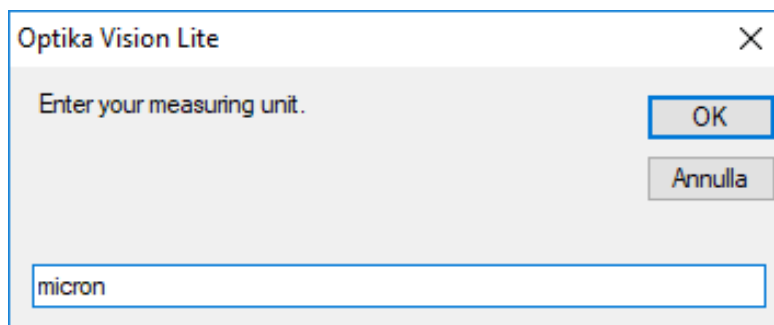 Optika Vision Lite
Enter your measuring unit.
OK
Annulla
micron